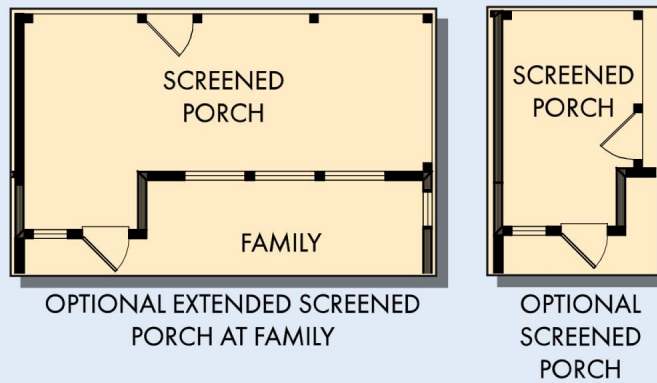 SCREENED
PORCH
FAMILY
OPTIONAL EXTENDED SCREENED
PORCH AT FAMILY
SCREENED
PORCH
OPTIONAL
SCREENED
PORCH